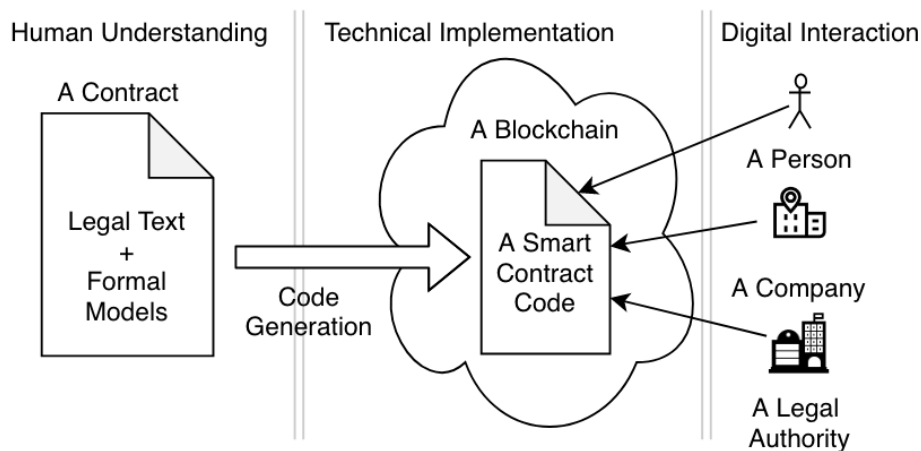 Human Understanding
Technical Implementation
Digital Interaction
A Contract
Legal Text
+
Formal
Models
Code
Generation
A Blockchain
A Smart
Contract
Code
A Person
A Company
A Legal
Authority